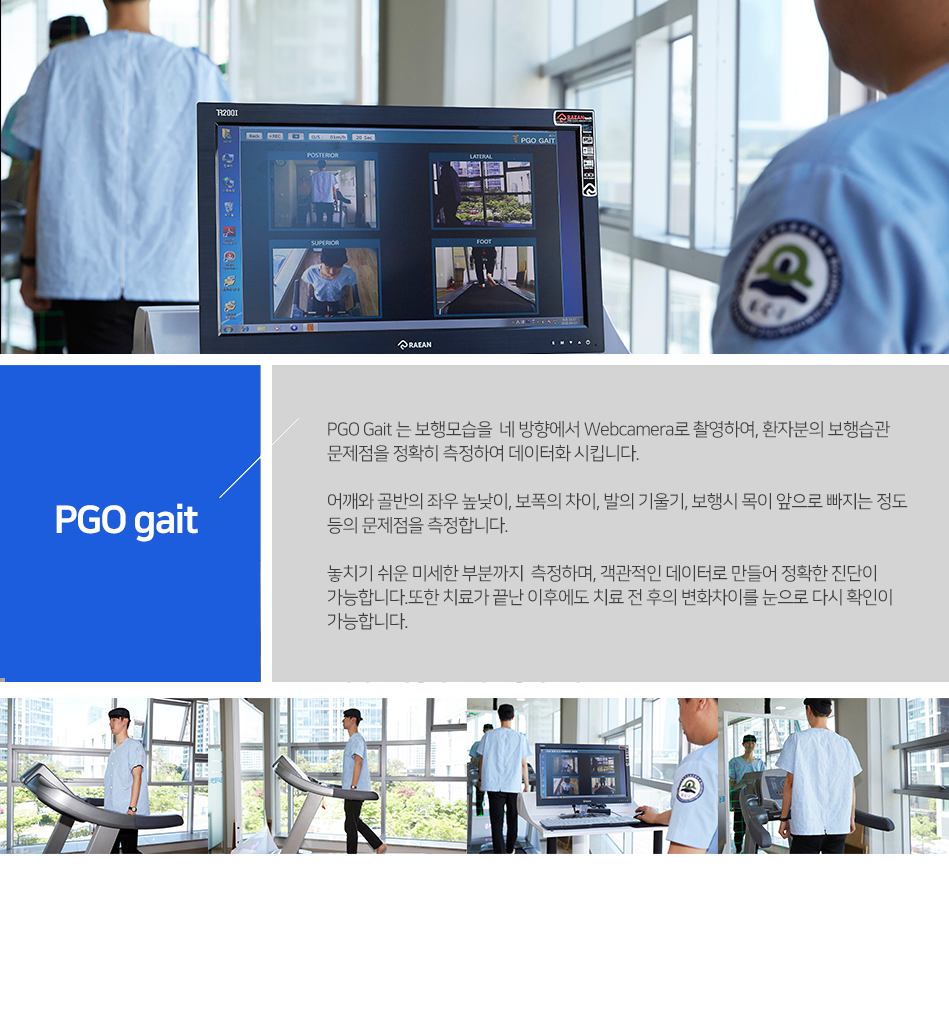 TR200I
RAEAN
Back
REC
20 Sec
PGO GAIT
POSTERIOR
LATERAL
SUPERIOR
FOOT
RAEAN
PGO gait
PGO Gait 는 보행모습을 네 방향에서 Webcamera로 촬영하여, 환자분의 보행습관
문제점을 정확히 측정하여 데이터화 시킵니다.
어깨와 골반의 좌우 높낮이, 보폭의 차이, 발의 기울기, 보행시 목이 앞으로 빠지는 정도
등의 문제점을 측정합니다.
놓치기 쉬운 미세한 부분까지 측정하며, 객관적인 데이터로 만들어 정확한 진단이
가능합니다.또한 치료가 끝난 이후에도 치료 전 후의 변화차이를 눈으로 다시 확인이
가능합니다.